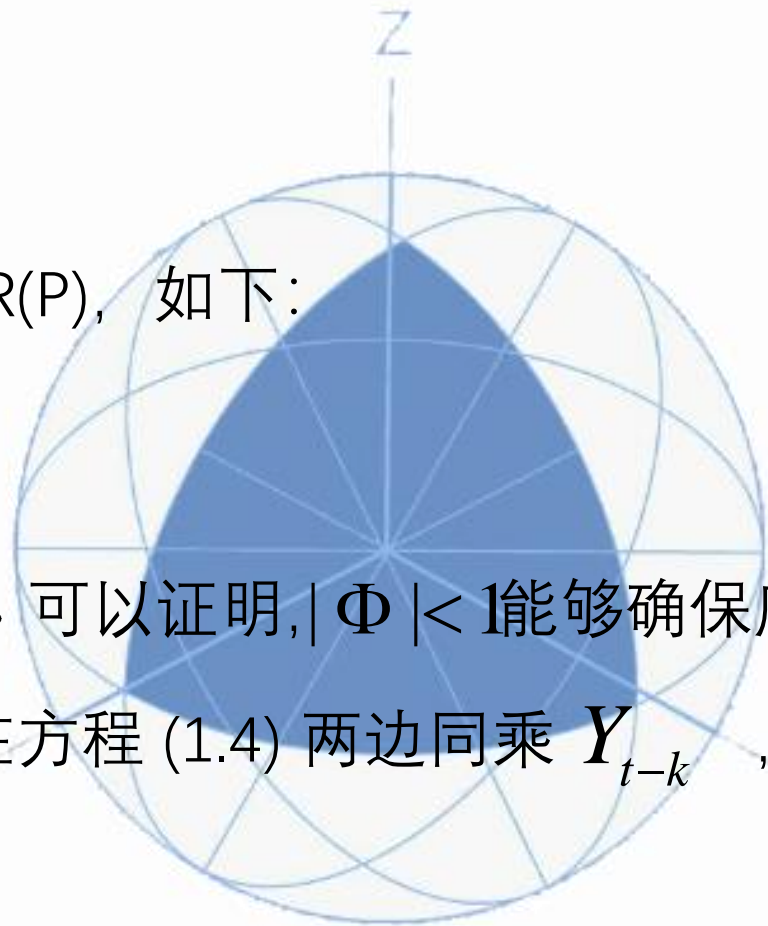 Z
R(P), 如下:
可以证明,| Φ |< 1能够确保
方程 (1.4) 两边同乘 Y_{t−k} ,